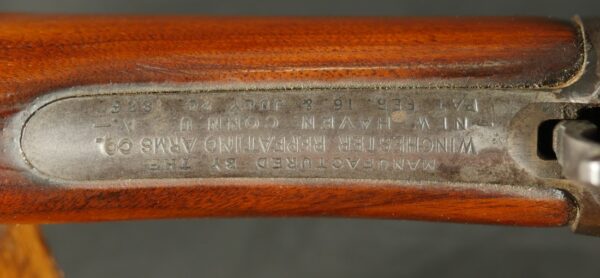 MANUFACTURED BY THE
WINCHESTER REPEATING ARMS CO.
NEW HAVEN CONN U. A.
PAT. FEB. 16 & JULY 20